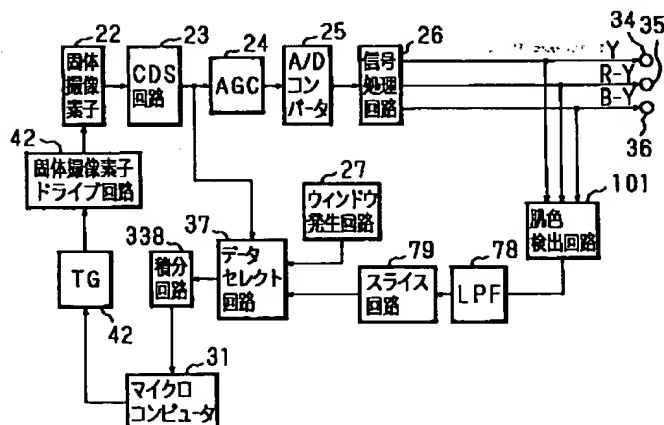 22
固体
撮像
素子
23
CDS
回路
24
AGC
25
A/D
コン
バータ
26
信号
処理
回路
Y
34
R-Y
35
B-Y
36
42
固体撮像素子
ドライブ回路
27
ウィンドウ
発生回路
101
肌色
検出回路
37
データ
セレクト
回路
338
積分
回路
79
スライス
回路
78
LPF
TG
42
31
マイクロ
コンピュータ